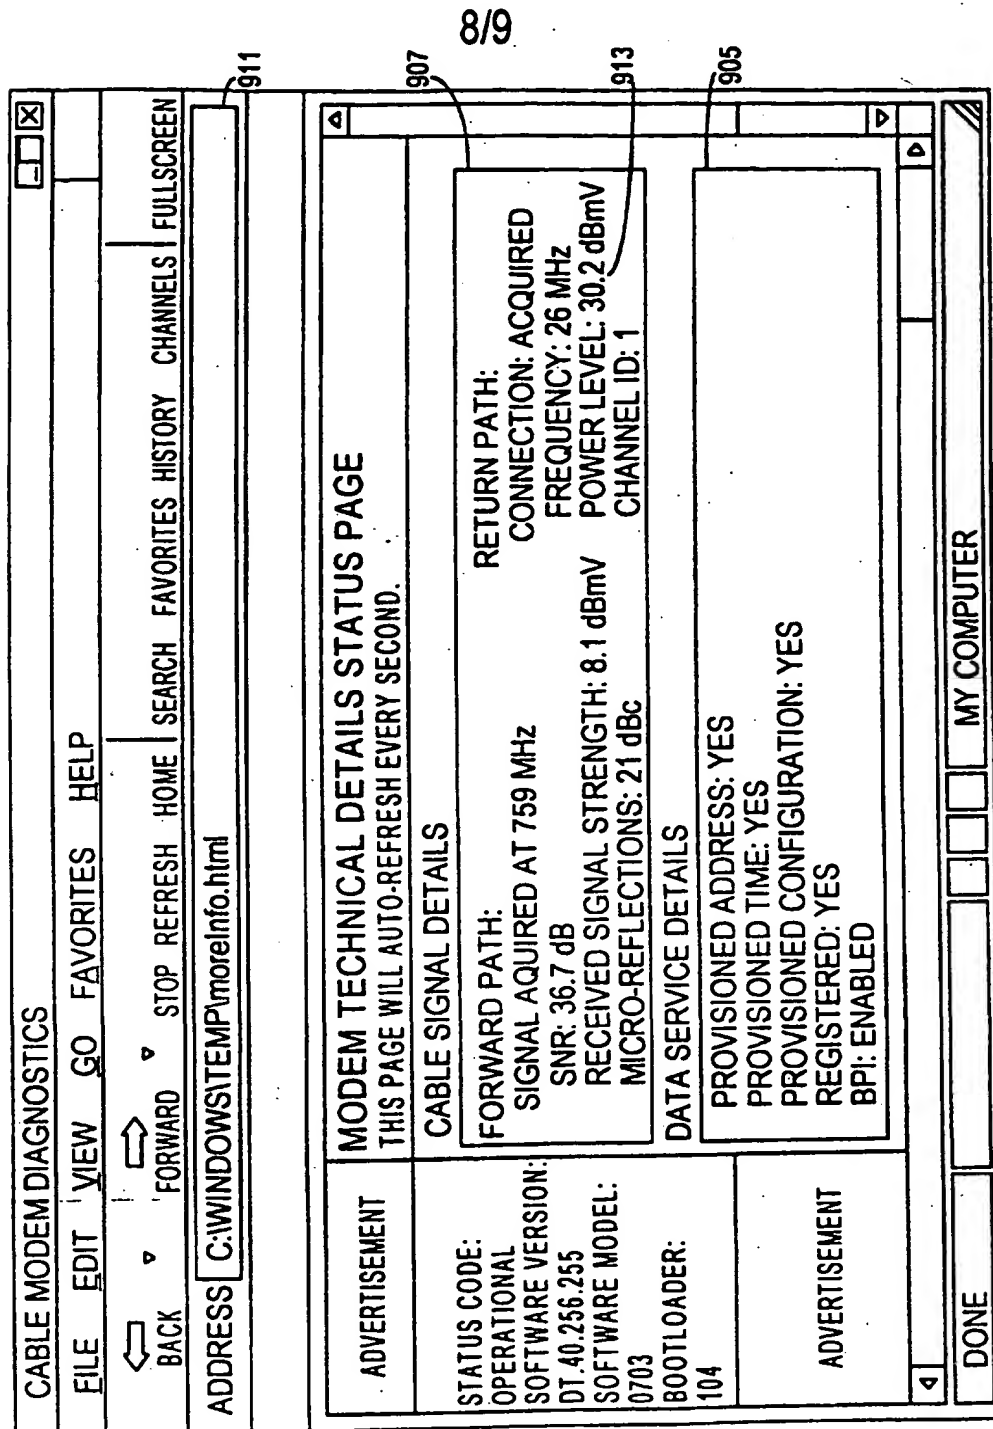 8/9
CABLE MODEM DIAGNOSTICS
FILE EDIT VIEW GO FAVORITES HELP
BACK FORWARD STOP REFRESH HOME SEARCH FAVORITES HISTORY CHANNELS FULLSCREEN
ADDRESS C:\WINDOWS\TEMP\moreInfo.html
911
ADVERTISEMENT
STATUS CODE:
OPERATIONAL
SOFTWARE VERSION:
DT.40.256.255
SOFTWARE MODEL:
0703
BOOTLOADER:
104
ADVERTISEMENT
MODEM TECHNICAL DETAILS STATUS PAGE
THIS PAGE WILL AUTO-REFRESH EVERY SECOND.
CABLE SIGNAL DETAILS
907
FORWARD PATH:
SIGNAL AQUIRED AT 759 MHz
SNR: 36.7 dB
RECEIVED SIGNAL STRENGTH: 8.1 dBmV
MICRO-REFLECTIONS: 21 dBc
RETURN PATH:
CONNECTION: ACQUIRED
FREQUENCY: 26 MHz
POWER LEVEL: 30.2 dBmV
CHANNEL ID: 1
913
DATA SERVICE DETAILS
905
PROVISIONED ADDRESS: YES
PROVISIONED TIME: YES
PROVISIONED CONFIGURATION: YES
REGISTERED: YES
BPI: ENABLED
DONE
MY COMPUTER